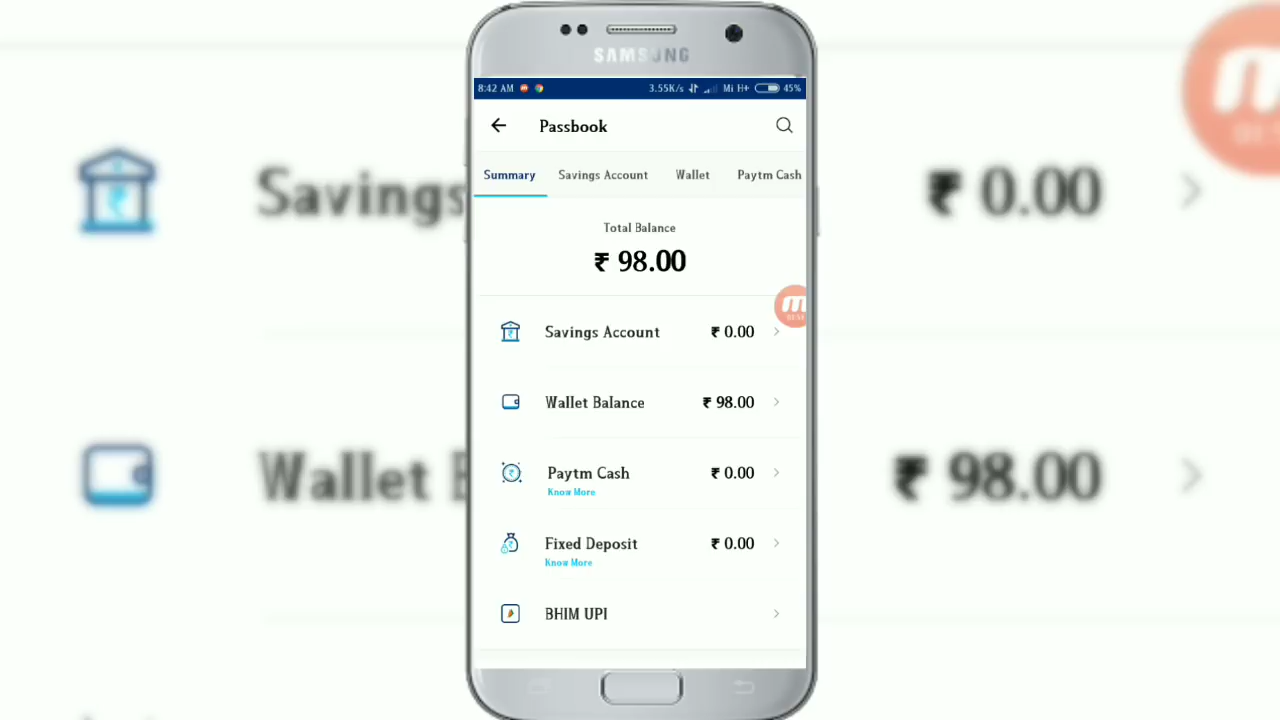 SAMSUNG
8:42 AM 3.55K/s Mi H+ 45%
Passbook
Summary Savings Account Wallet Paytm Cash
Total Balance
₹ 98.00
Savings Account ₹ 0.00
Wallet Balance ₹ 98.00
Paytm Cash ₹ 0.00
Know More
Fixed Deposit ₹ 0.00
Know More
BHIM UPI
Savings ₹ 0.00
Wallet ₹ 98.00